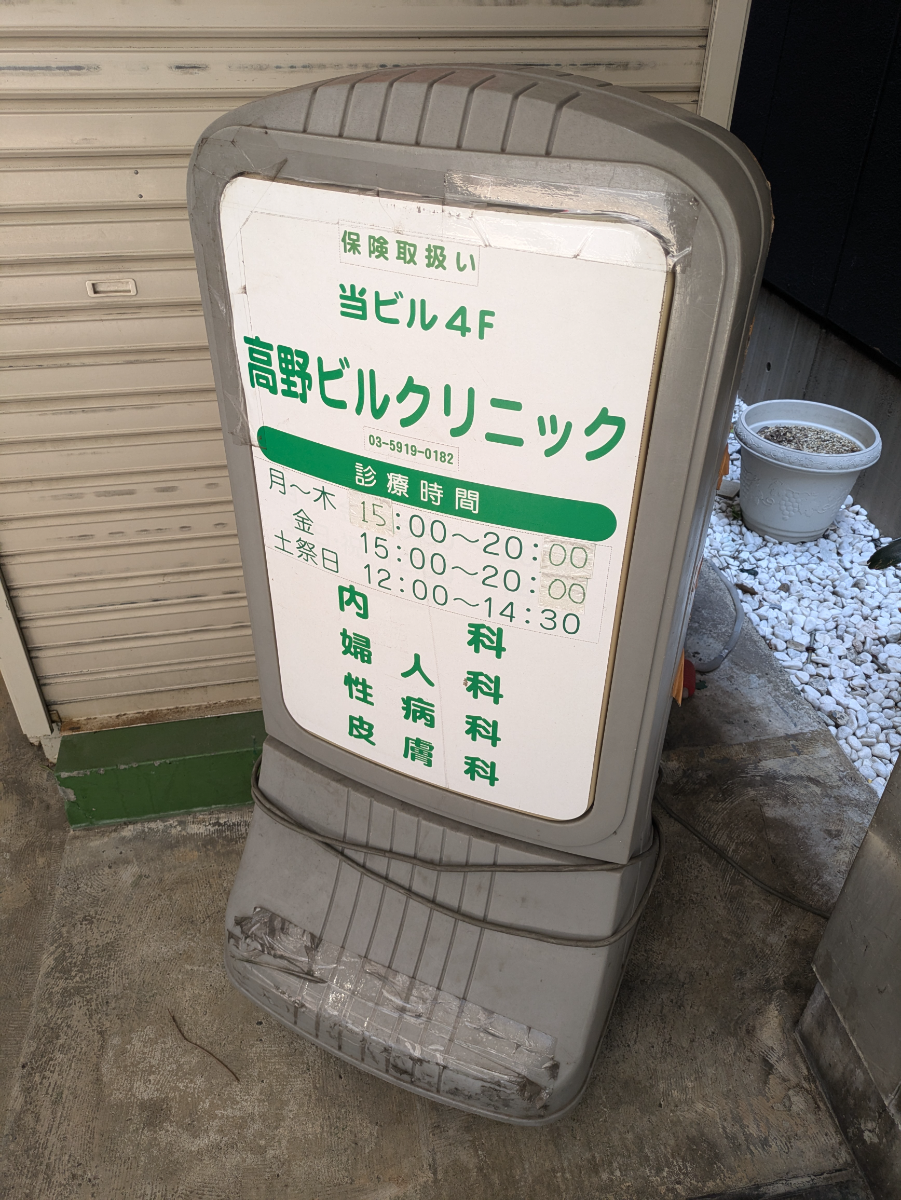 保険取扱い
当ビル4F
高野ビルクリニック
03-5919-0182
診療時間
月～木 15:00～20:00
金 15:00～20:00
土祭日 12:00～14:30
内科
婦人科
性病科
皮膚科